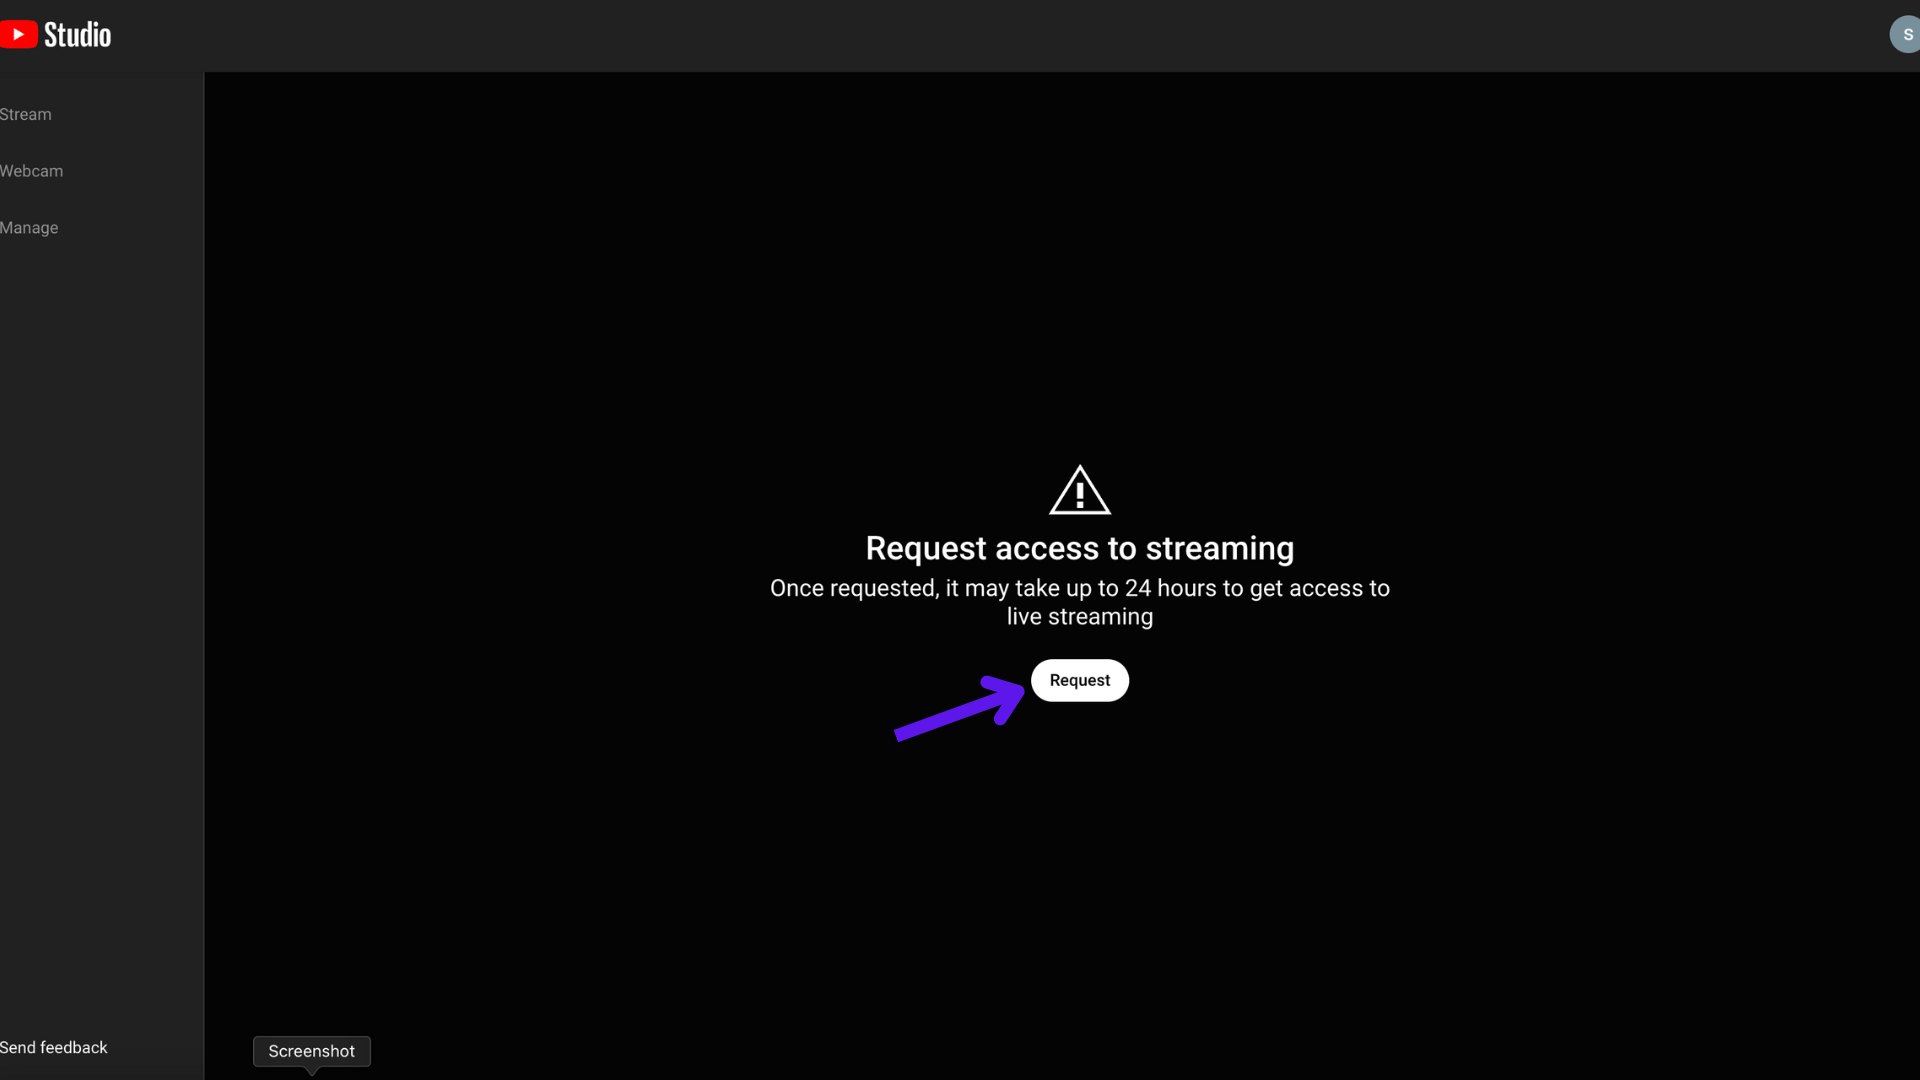 Studio
S
Stream
Webcam
Manage
Request access to streaming
Once requested, it may take up to 24 hours to get access to
live streaming
Request
Send feedback
Screenshot